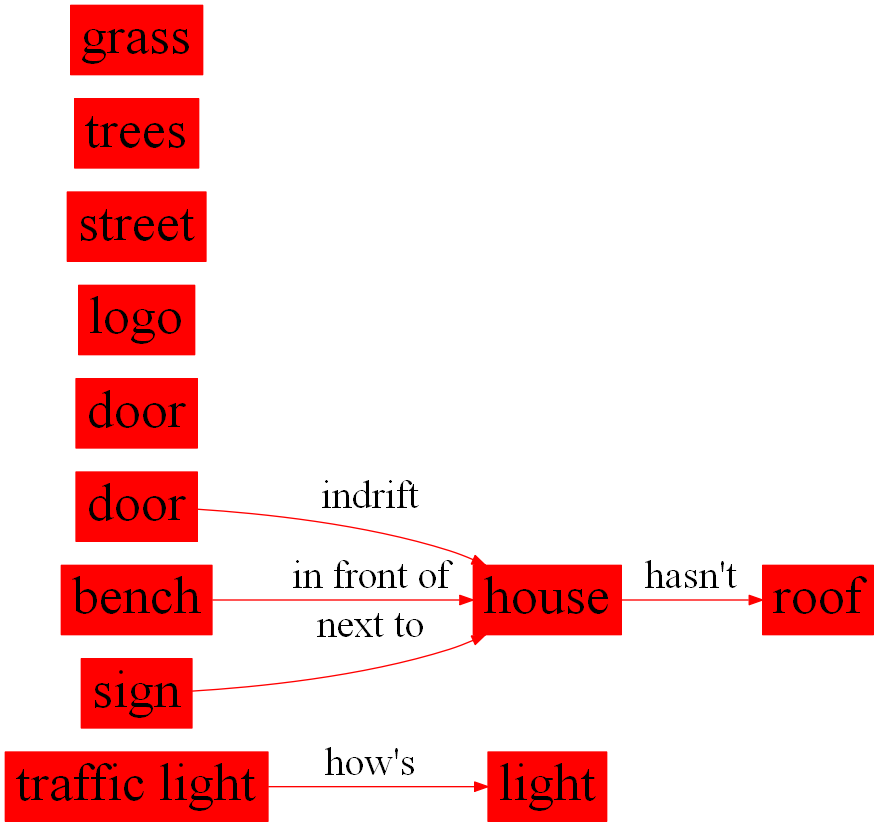 grass
trees
street
logo
door
door
indrift
bench
in front of
house
hasn't
roof
next to
sign
traffic light
how's
light